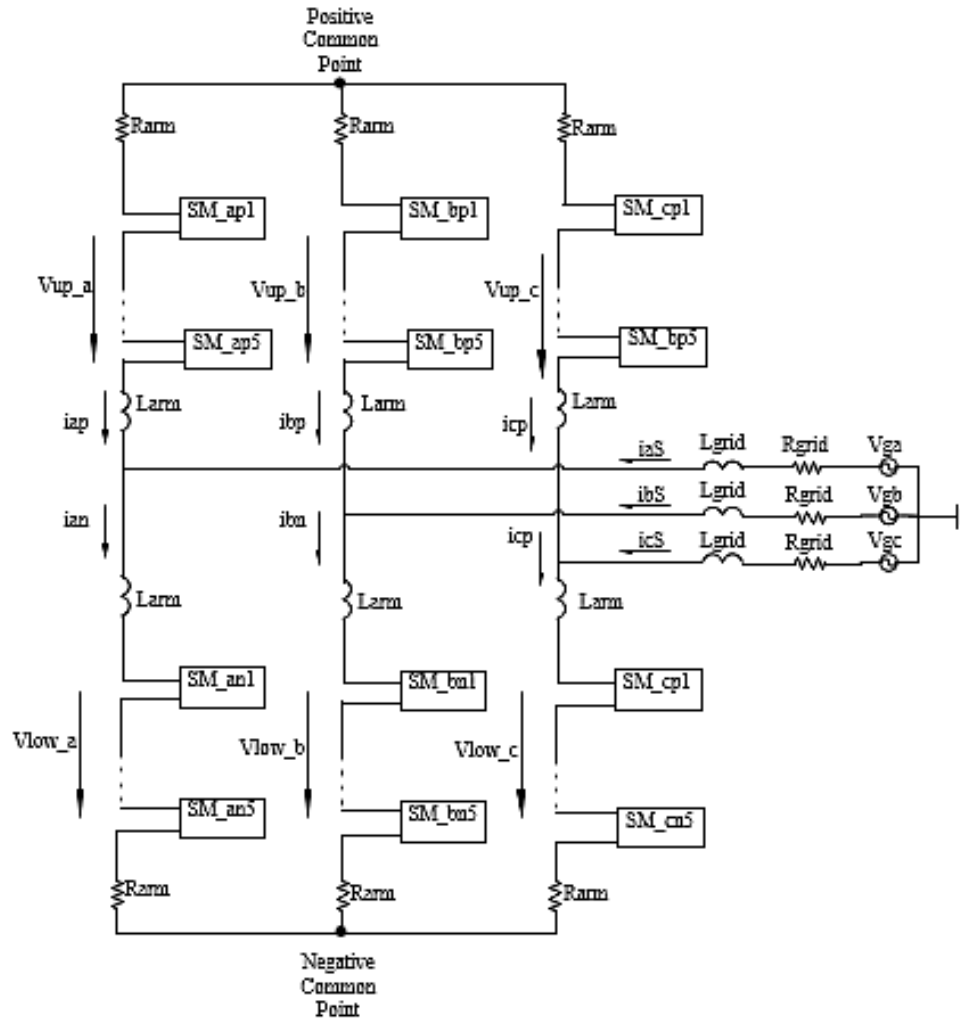 Positive
Common
Point
Rarm Rarm Rarm
SM_ap1 SM_bp1 SM_cp1
Vup_a Vup_b Vup_c
SM_ap5 SM_bp5 SM_bp5
Larm Larm Larm
iap ibp icp
iaS Lgrid Rgrid Vga
ibS Lgrid Rgrid Vgb
icS Lgrid Rgrid Vgc
ian ibn icp
Larm Larm Larm
SM_an1 SM_bn1 SM_cp1
Vlow_a Vlow_b Vlow_c
SM_an5 SM_bn5 SM_cn5
Rarm Rarm Rarm
Negative
Common
Point